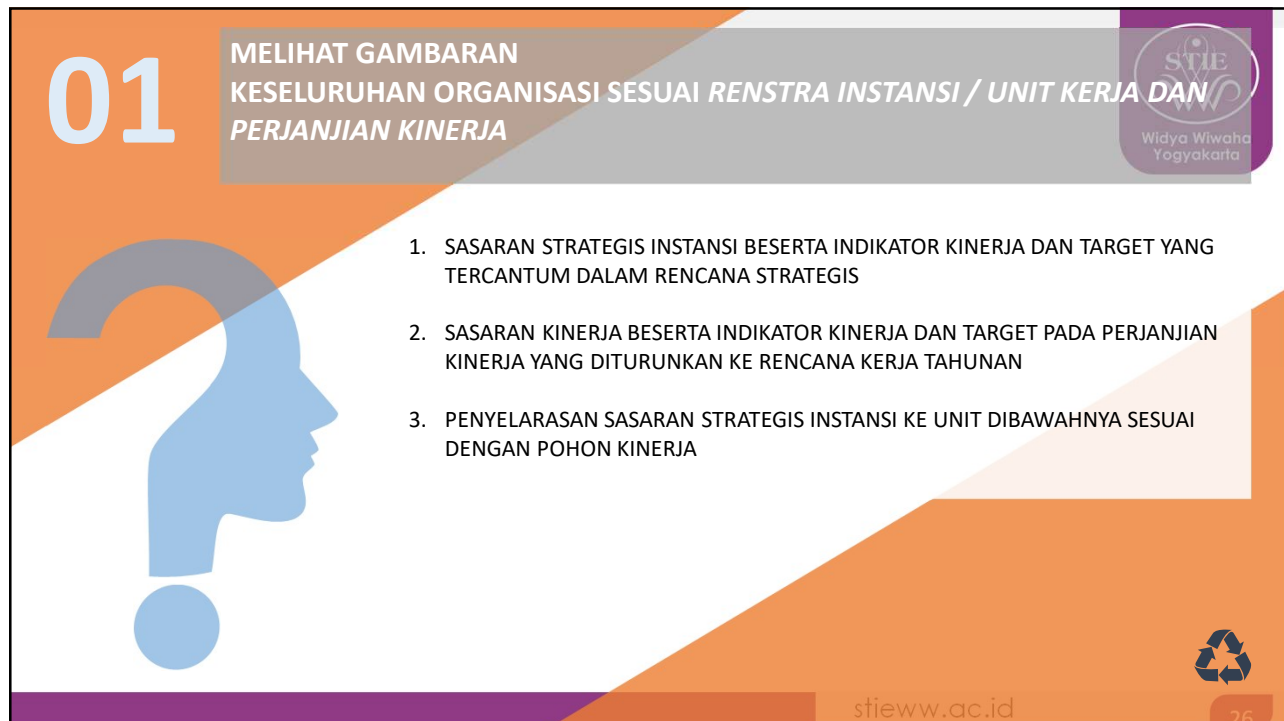 01
MELIHAT GAMBARAN
KESELURUHAN ORGANISASI SESUAI RENSTRA INSTANSI / UNIT KERJA DAN
PERJANJIAN KINERJA
STIE
Widya Wiwaha
Yogyakarta
1. SASARAN STRATEGIS INSTANSI BESERTA INDIKATOR KINERJA DAN TARGET YANG
TERCANTUM DALAM RENCANA STRATEGIS
2. SASARAN KINERJA BESERTA INDIKATOR KINERJA DAN TARGET PADA PERJANJIAN
KINERJA YANG DITURUNKAN KE RENCANA KERJA TAHUNAN
3. PENYELARASAN SASARAN STRATEGIS INSTANSI KE UNIT DIBAWAHNYA SESUAI
DENGAN POHON KINERJA
stieww.ac.id
26